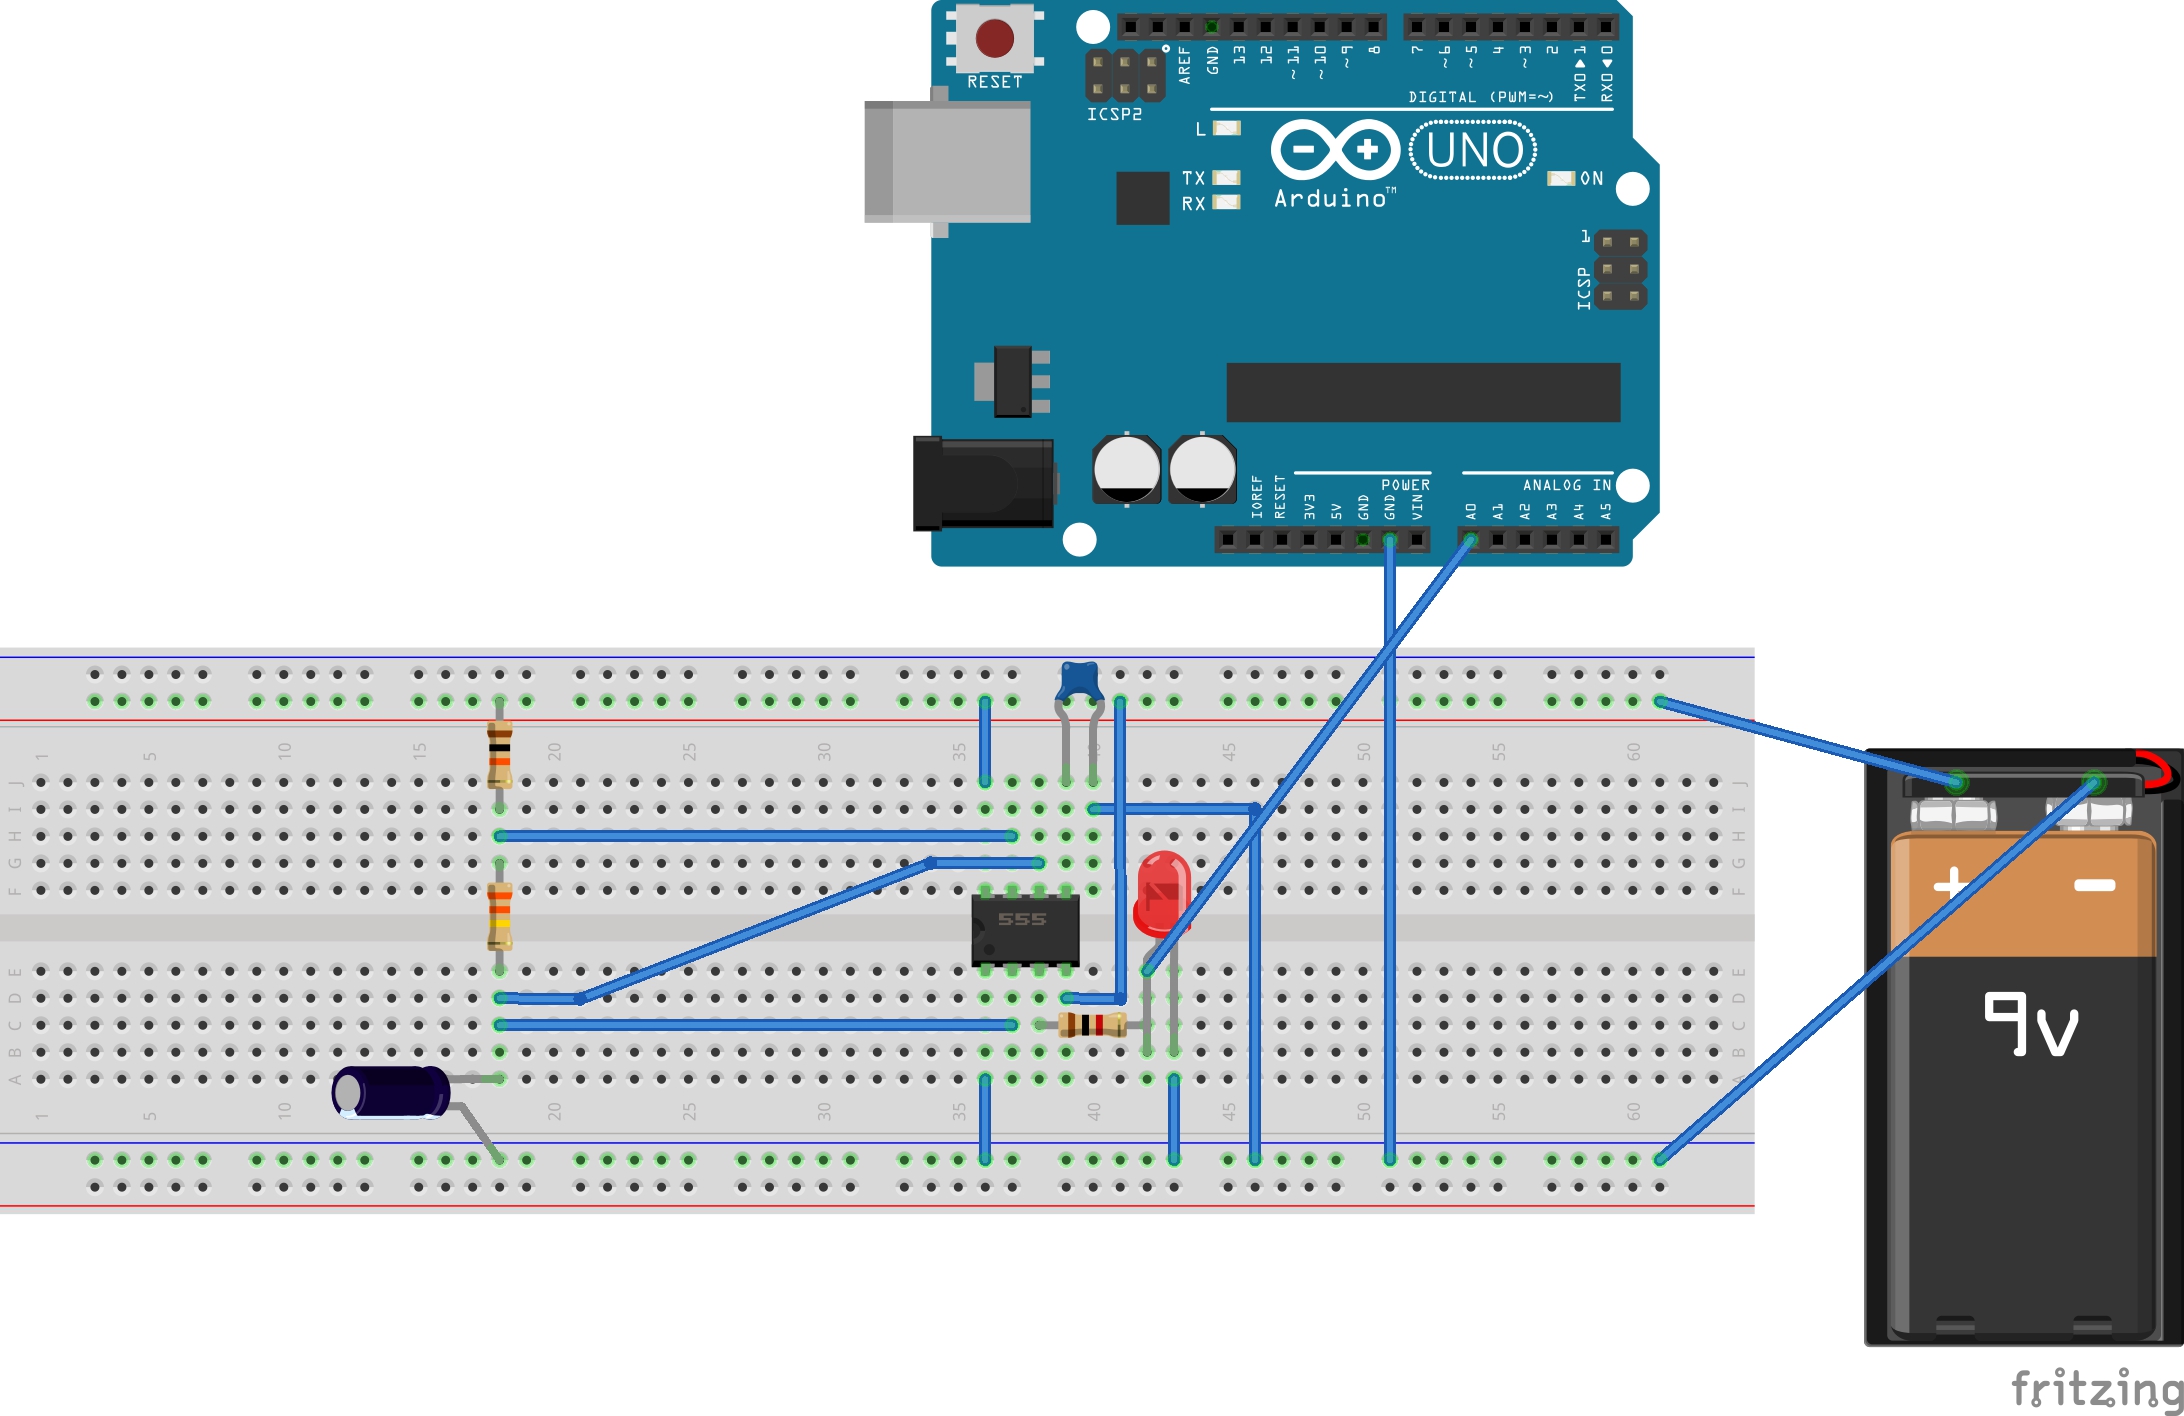 RESET
ICSP2
AREF
GND
13
12
~11
~10
~9
8
7
~6
~5
4
~3
2
TX0 ▶ 1
RX0 ◀ 0
DIGITAL (PWM=~)
L
TX
RX
Arduino™
UNO
ON
1
ICSP
POWER
ANALOG IN
IOREF
RESET
3V3
5V
GND
GND
VIN
A0
A1
A2
A3
A4
A5
1 5 10 15 20 25 30 35 40 45 50 55 60
J
I
H
G
F
555
E
D
C
B
A
1 5 10 15 20 25 30 35 40 45 50 55 60
+ -
9v
fritzing